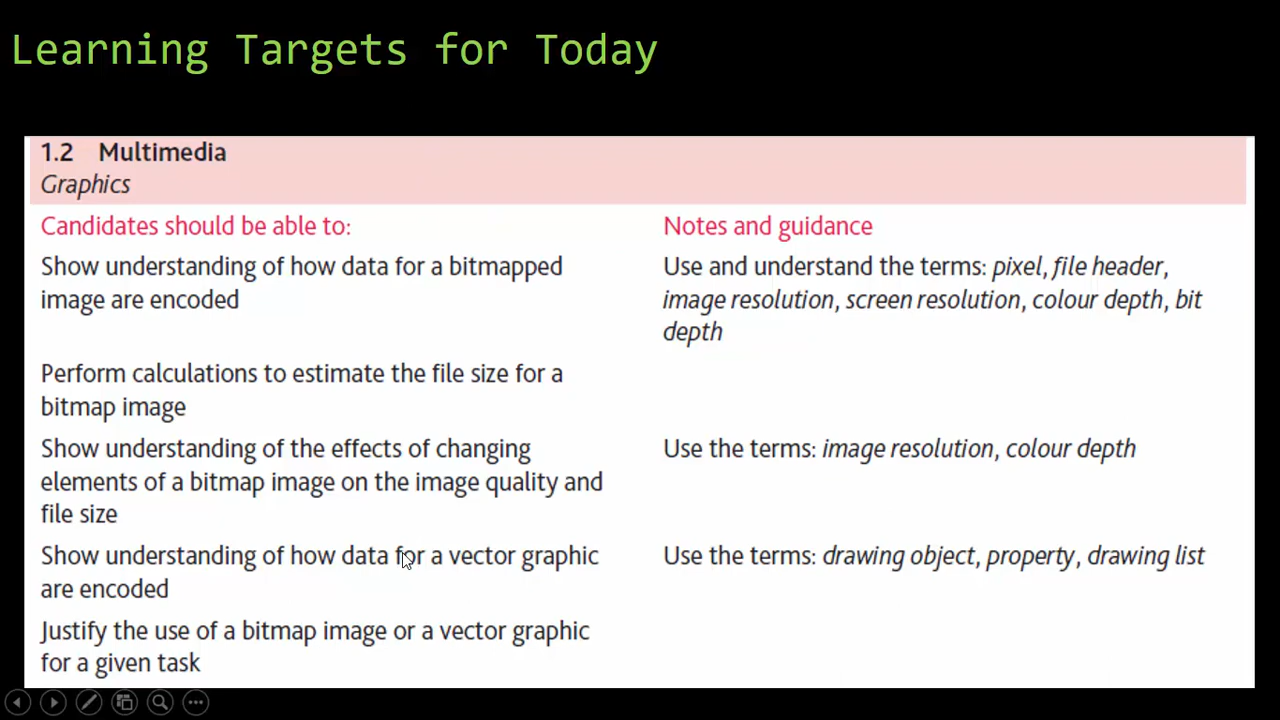 Learning Targets for Today
1.2 Multimedia
Graphics
Candidates should be able to:
Notes and guidance
Show understanding of how data for a bitmapped
image are encoded
Use and understand the terms: pixel, file header,
image resolution, screen resolution, colour depth, bit
depth
Perform calculations to estimate the file size for a
bitmap image
Show understanding of the effects of changing
elements of a bitmap image on the image quality and
file size
Use the terms: image resolution, colour depth
Show understanding of how data for a vector graphic
are encoded
Use the terms: drawing object, property, drawing list
Justify the use of a bitmap image or a vector graphic
for a given task